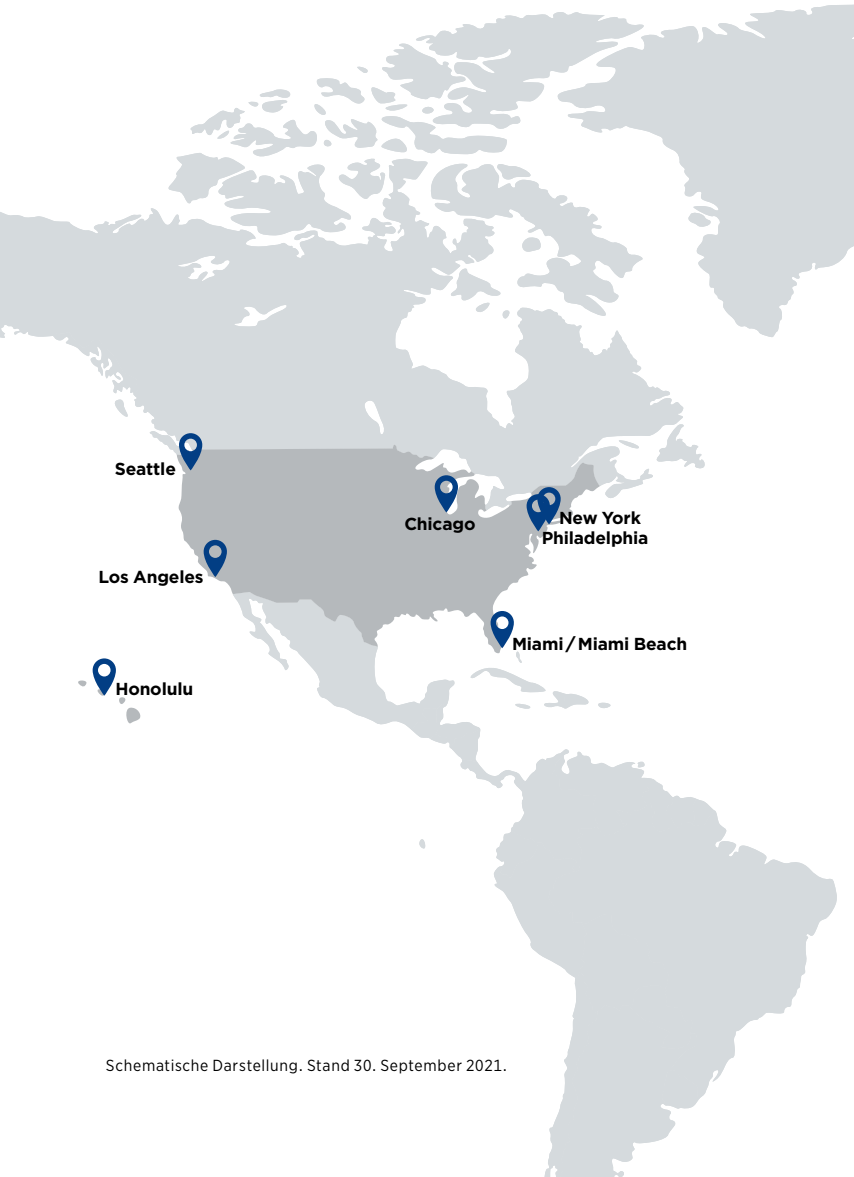 Seattle
Chicago
New York
Philadelphia
Los Angeles
Miami / Miami Beach
Honolulu
Schematische Darstellung. Stand 30. September 2021.